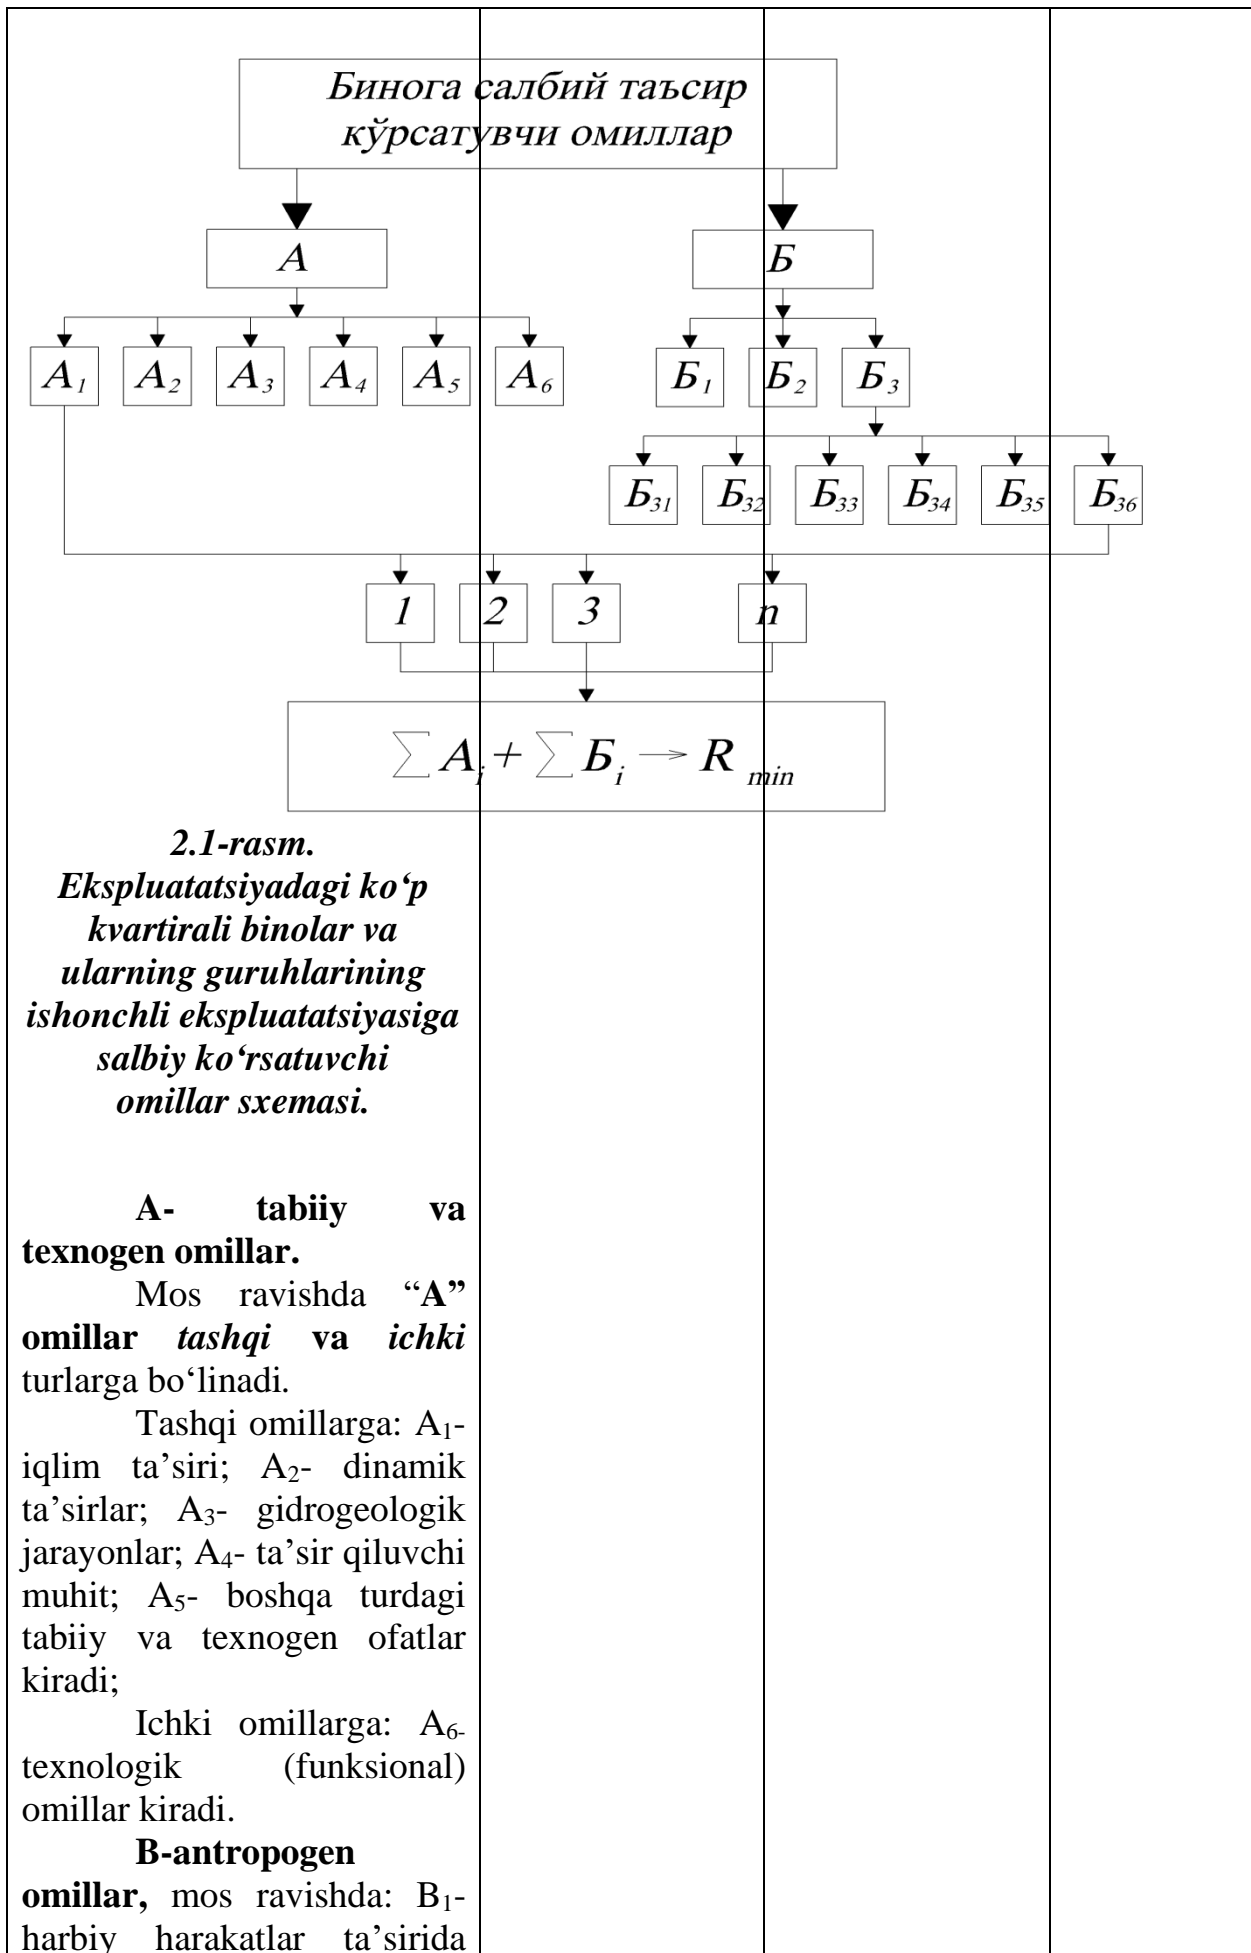 Бинога салбий таъсир
кўрсатувчи омиллар
А Б
А1 А2 А3 А4 А5 А6 Б1 Б2 Б3
Б31 Б32 Б33 Б34 Б35 Б36
1 2 3 n
∑ Ai + ∑ Бi → R min
2.1-rasm.
Ekspluatatsiyadagi ko‘p
kvartirali binolar va
ularning guruhlarining
ishonchli ekspluatatsiyasiga
salbiy ko‘rsatuvchi
omillar sxemasi.
A- tabiiy va
texnogen omillar.
Mos ravishda “A”
omillar tashqi va ichki
turlarga bo‘linadi.
Tashqi omillarga: A1-
iqlim ta’siri; A2- dinamik
ta’sirlar; A3- gidrogeologik
jarayonlar; A4- ta’sir qiluvchi
muhit; A5- boshqa turdagi
tabiiy va texnogen ofatlar
kiradi;
Ichki omillarga: A6-
texnologik (funksional)
omillar kiradi.
B-antropogen
omillar, mos ravishda: B1-
harbiy harakatlar ta’sirida